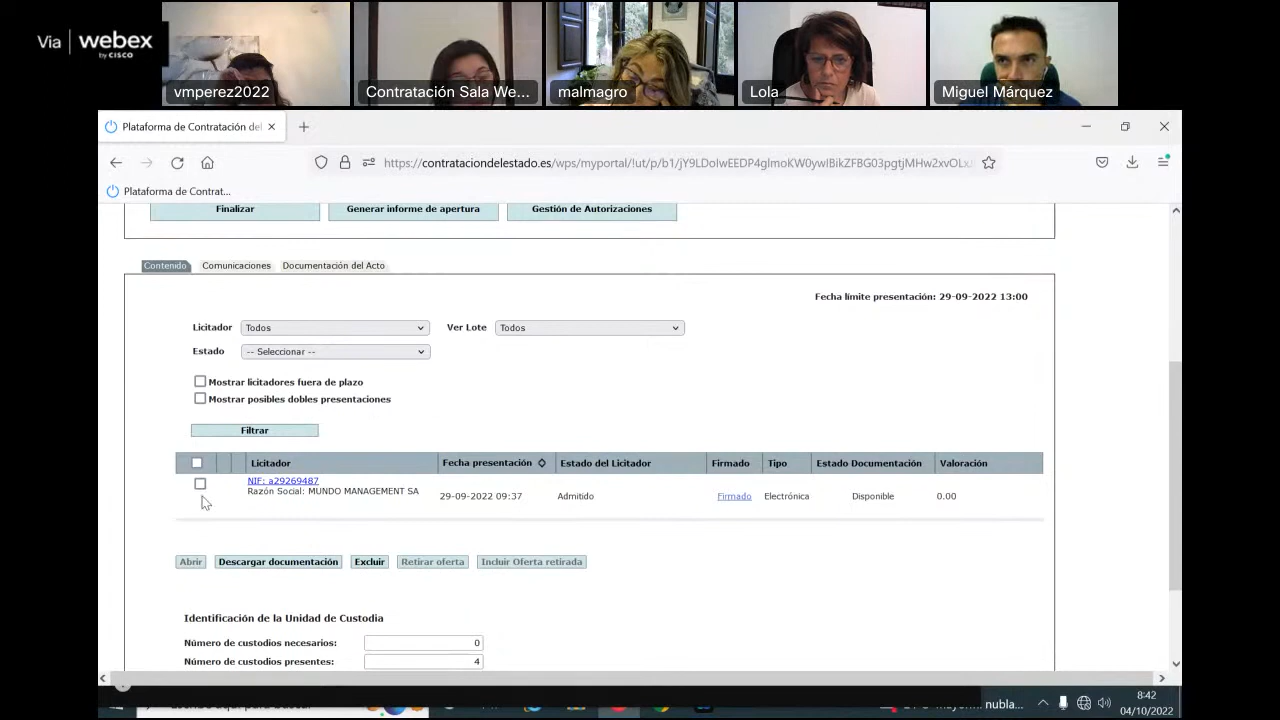 Via | webex
by CISCO
vmperez2022
Contratación Sala We...
malmagro
Lola
Miguel Márquez
Plataforma de Contratación del
https://contrataciondelestado.es/wps/myportal/!ut/p/b1/
Plataforma de Contrat...
Finalizar
Generar informe de apertura
Gestión de Autorizaciones
Contenido
Comunicaciones
Documentación del Acto
Fecha límite presentación: 29-09-2022 13:00
Licitador
Todos
Ver Lote
Todos
Estado
-- Seleccionar --
Mostrar licitadores fuera de plazo
Mostrar posibles dobles presentaciones
Filtrar
Licitador
Fecha presentación
Estado del Licitador
Firmado
Tipo
Estado Documentación
Valoración
NIF: a29269487
Razón Social: MUNDO MANAGEMENT SA
29-09-2022 09:37
Admitido
Firmado
Electrónica
Disponible
0.00
Abrir
Descargar documentación
Excluir
Retirar oferta
Incluir Oferta retirada
Identificación de la Unidad de Custodia
Número de custodios necesarios:
0
Número de custodios presentes:
4
nubla...
8:42
04/10/2022